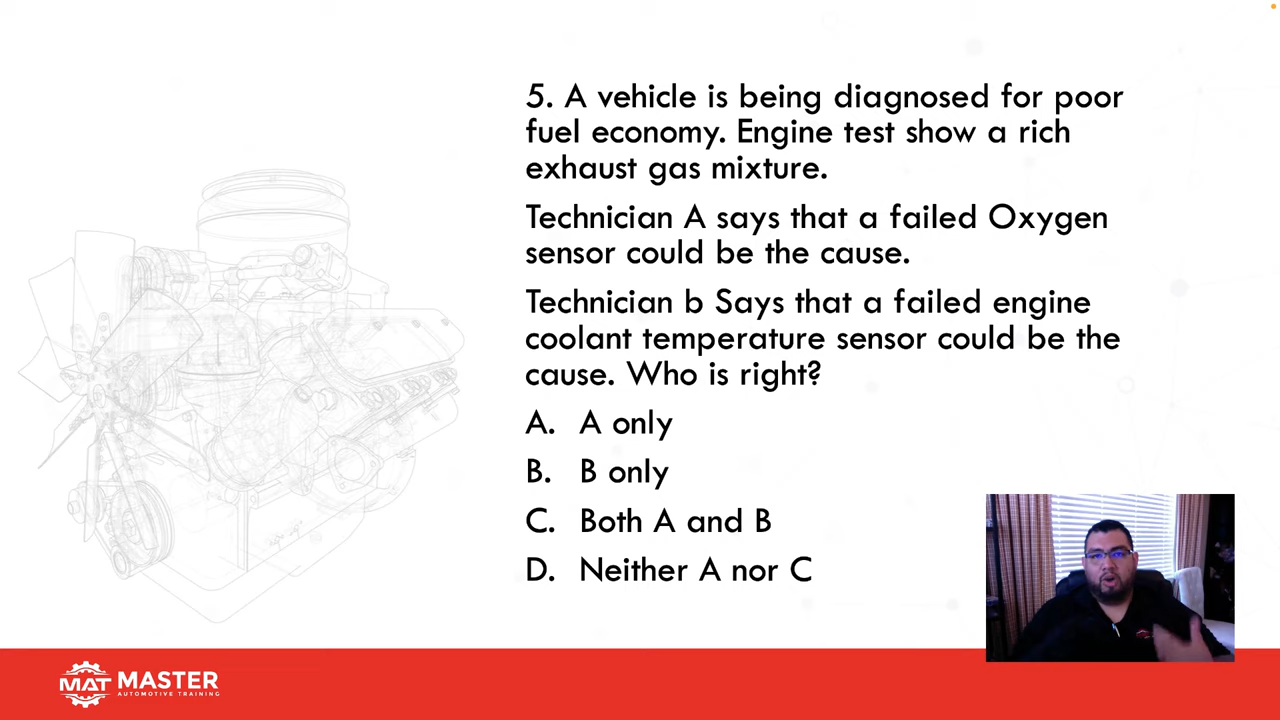 5. A vehicle is being diagnosed for poor
fuel economy. Engine test show a rich
exhaust gas mixture.
Technician A says that a failed Oxygen
sensor could be the cause.
Technician b Says that a failed engine
coolant temperature sensor could be the
cause. Who is right?
A. A only
B. B only
C. Both A and B
D. Neither A nor C
MAT MASTER
AUTOMOTIVE TRAINING